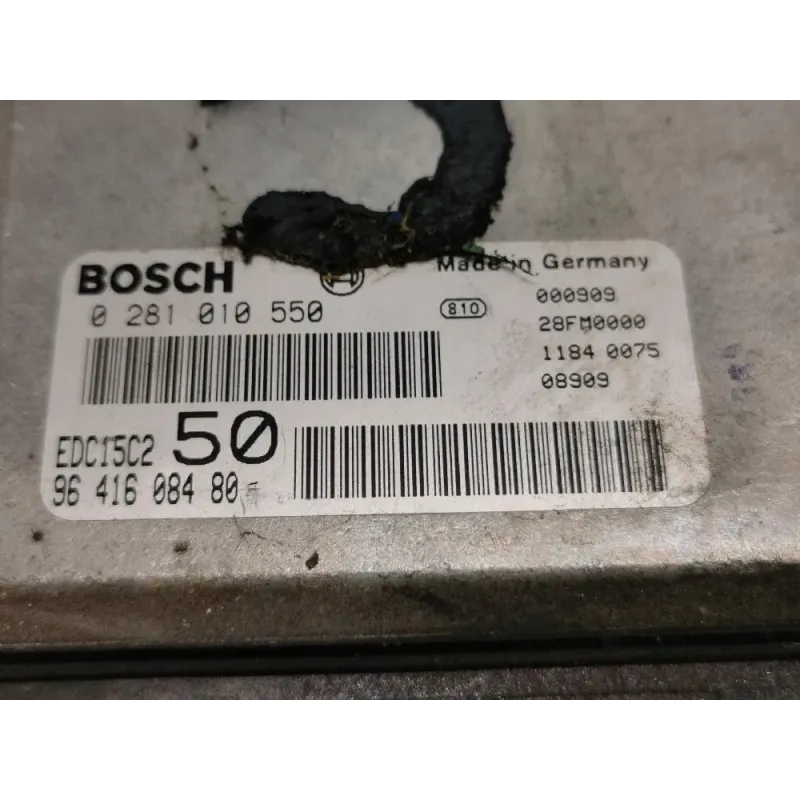 BOSCH
Made in Germany
0 281 010 550
810
000909
28FM0000
1184 0075
08909
EDC15C2 50
96 416 084 80